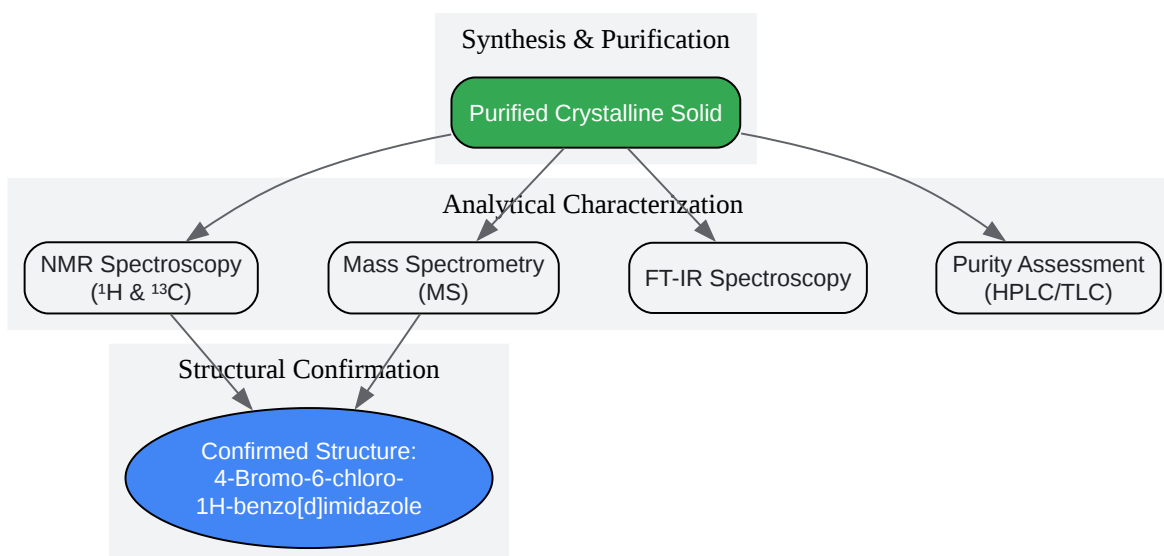 Synthesis & Purification
Purified Crystalline Solid
Analytical Characterization
NMR Spectroscopy
(¹H & ¹³C)
Mass Spectrometry
(MS)
FT-IR Spectroscopy
Purity Assessment
(HPLC/TLC)
Structural Confirmation
Confirmed Structure:
4-Bromo-6-chloro-
1H-benzo[d]imidazole